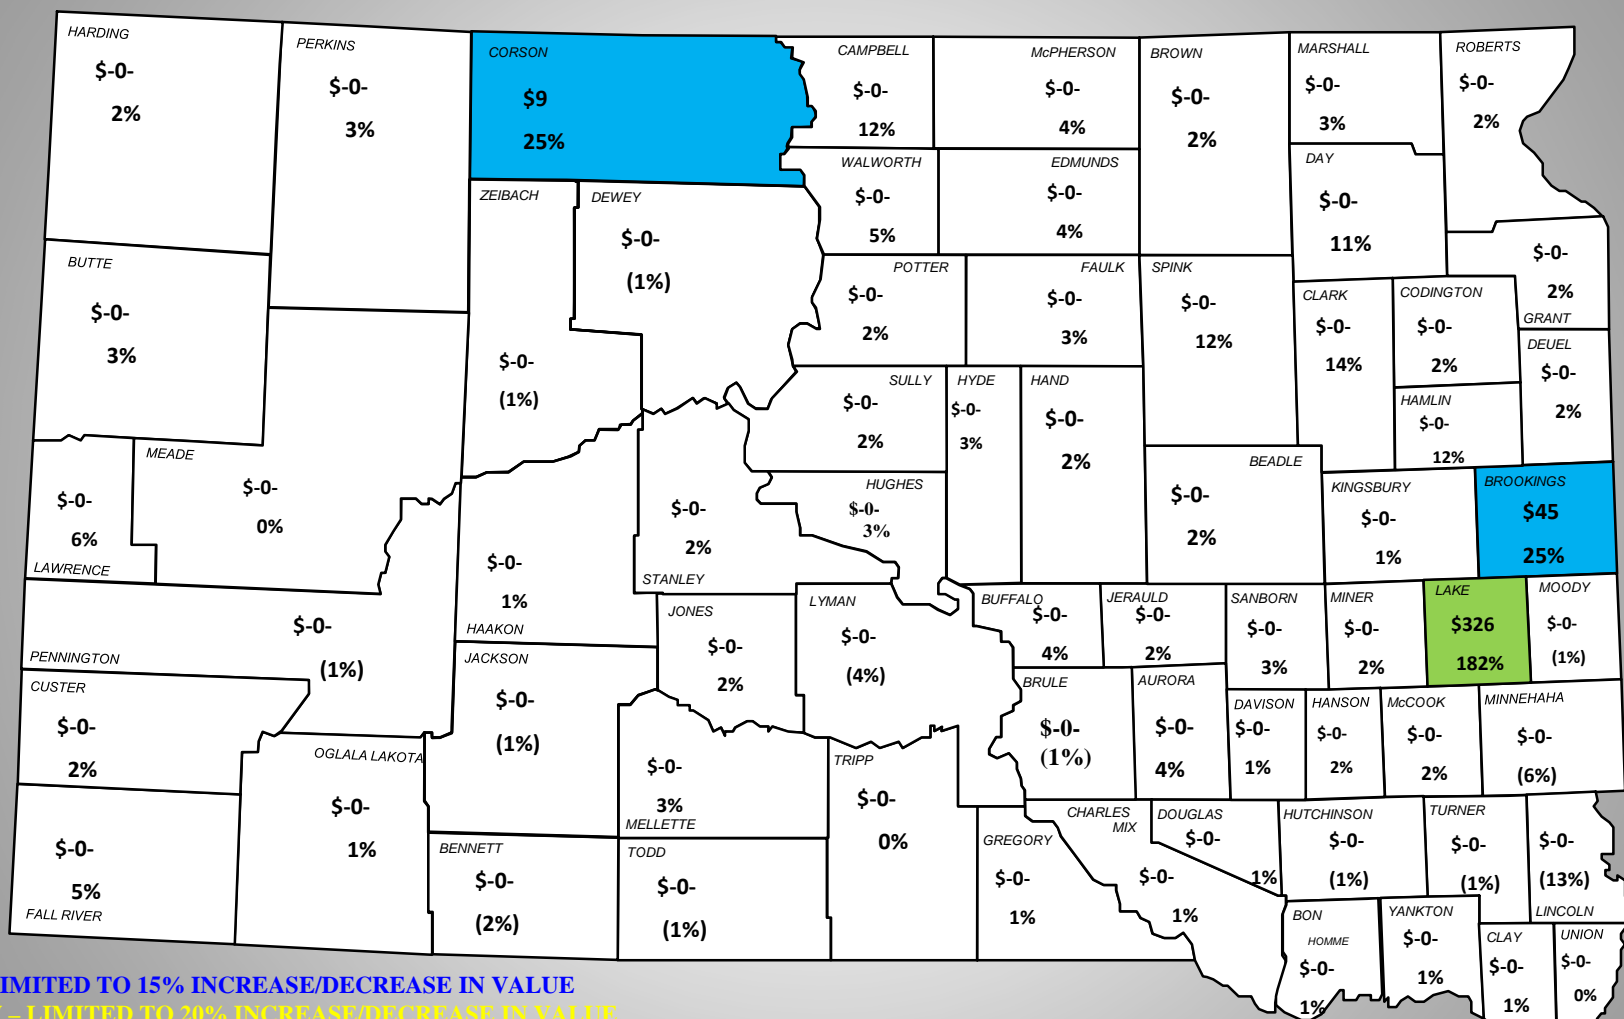 HARDING
$-0-
2%
PERKINS
$-0-
3%
CORSON
$9
25%
CAMPBELL
$-0-
12%
McPHERSON
$-0-
4%
BROWN
$-0-
2%
MARSHALL
$-0-
3%
ROBERTS
$-0-
2%
WALWORTH
$-0-
5%
EDMUNDS
$-0-
4%
DAY
$-0-
11%
ZEIBACH
$-0-
(1%)
DEWEY
$-0-
(1%)
BUTTE
$-0-
3%
POTTER
$-0-
2%
FAULK
$-0-
3%
SPINK
$-0-
12%
CLARK
$-0-
14%
CODINGTON
$-0-
2%
$-0-
2%
GRANT
DEUEL
$-0-
2%
HAMLIN
$-0-
12%
SULLY
$-0-
2%
HYDE
$-0-
3%
HAND
$-0-
2%
MEADE
$-0-
0%
$-0-
6%
LAWRENCE
$-0-
2%
STANLEY
HUGHES
$-0-
3%
BEADLE
$-0-
2%
KINGSBURY
$-0-
1%
BROOKINGS
$45
25%
$-0-
1%
HAAKON
$-0-
(1%)
PENNINGTON
JONES
$-0-
2%
LYMAN
$-0-
(4%)
BUFFALO
$-0-
4%
JERAULD
$-0-
2%
SANBORN
$-0-
3%
MINER
$-0-
2%
LAKE
$326
182%
MOODY
$-0-
(1%)
CUSTER
$-0-
2%
JACKSON
$-0-
(1%)
BRULE
$-0-
(1%)
AURORA
$-0-
4%
DAVISON
$-0-
1%
HANSON
$-0-
2%
McCOOK
$-0-
2%
MINNEHAHA
$-0-
(6%)
OGLALA LAKOTA
$-0-
1%
$-0-
3%
MELLETTE
TRIPP
$-0-
0%
$-0-
5%
FALL RIVER
BENNETT
$-0-
(2%)
TODD
$-0-
(1%)
GREGORY
$-0-
1%
CHARLES
MIX
$-0-
1%
DOUGLAS
$-0-
1%
HUTCHINSON
$-0-
(1%)
TURNER
$-0-
(1%)
$-0-
(13%)
LINCOLN
BON
HOMME
$-0-
1%
YANKTON
$-0-
1%
CLAY
$-0-
1%
UNION
$-0-
0%
LIMITED TO 15% INCREASE/DECREASE IN VALUE
– LIMITED TO 20% INCREASE/DECREASE IN VALUE